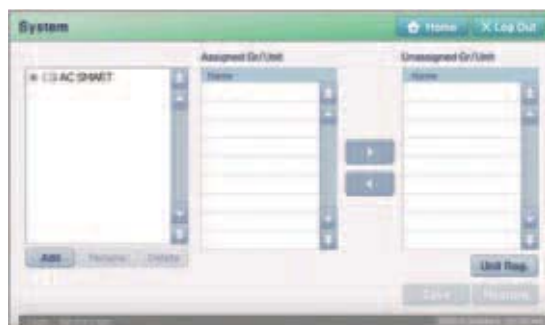 System
Home
X Log Out
Assigned Gr/Unit
Unassigned Gr/Unit
AC SMART
Name
Name
Add
Rename
Delete
Unit Reg.
Save